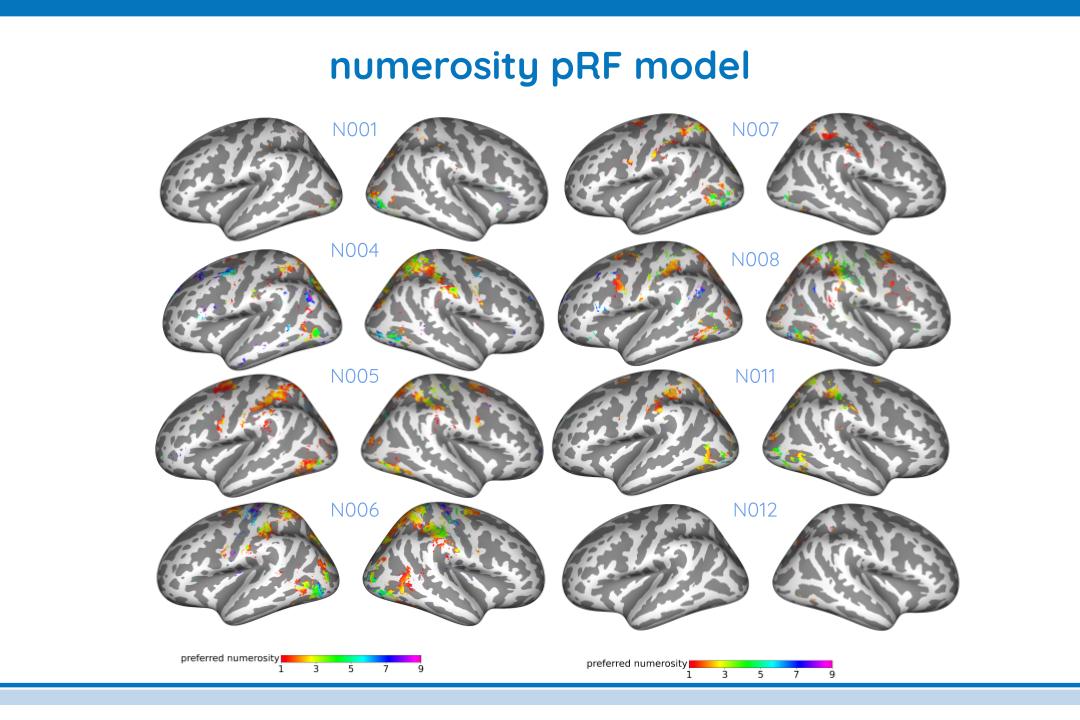 numerosity pRF model
N001
N007
N004
N008
N005
N011
N006
N012
preferred numerosity
1 3 5 7 9
preferred numerosity
1 3 5 7 9